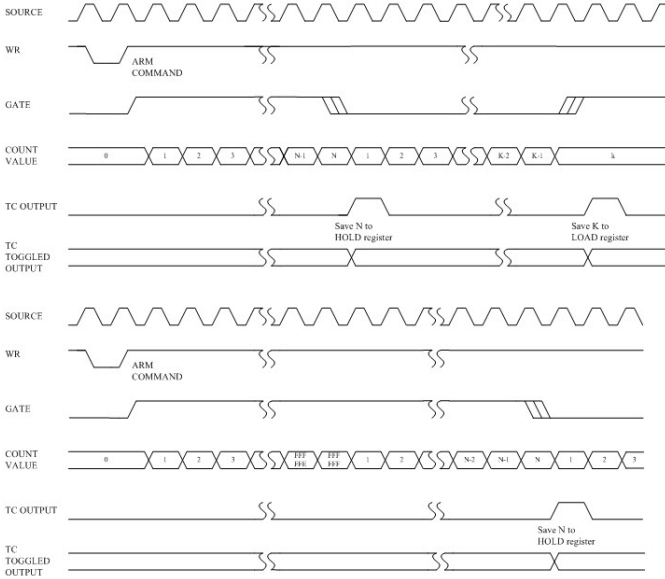 SOURCE
WR
ARM
COMMAND
GATE
COUNT
VALUE
0 1 2 3 N-1 N 1 2 3 K-2 K-1 k
TC OUTPUT
Save N to
HOLD register
Save K to
LOAD register
TC
TOGGLED
OUTPUT
SOURCE
WR
ARM
COMMAND
GATE
COUNT
VALUE
0 1 2 3 FFF FFE FFF FFF 1 2 N-2 N-1 N 1 2 3
TC OUTPUT
Save N to
HOLD register
TC
TOGGLED
OUTPUT